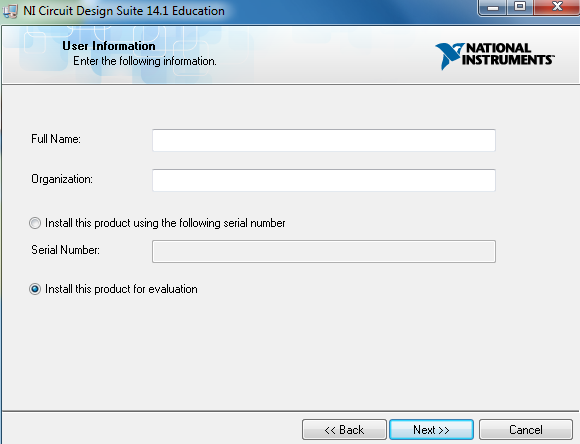 NI Circuit Design Suite 14.1 Education
User Information
Enter the following information.
NATIONAL
INSTRUMENTS™
Full Name:
Organization:
Install this product using the following serial number
Serial Number:
Install this product for evaluation
<< Back
Next >>
Cancel